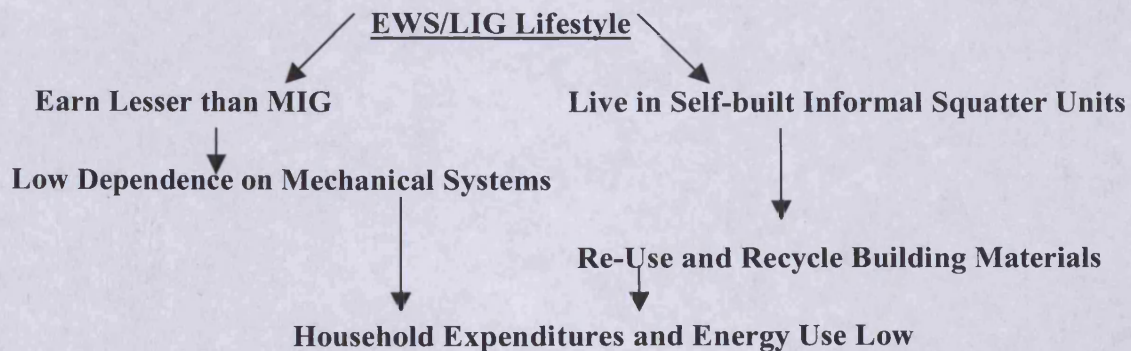 EWS/LIG Lifestyle
Earn Lesser than MIG
Live in Self-built Informal Squatter Units
Low Dependence on Mechanical Systems
Re-Use and Recycle Building Materials
Household Expenditures and Energy Use Low